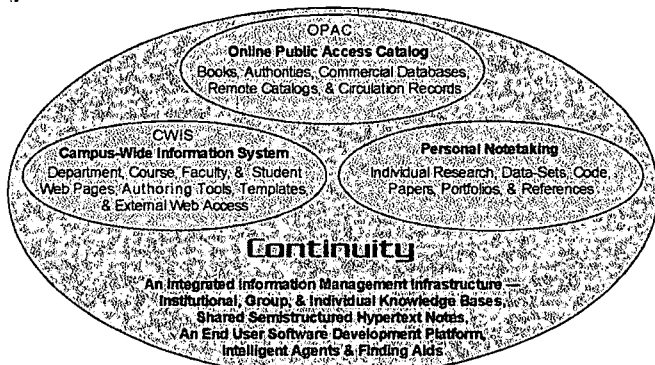 OPAC
Online Public Access Catalog
Books, Authorities, Commercial Databases,
Remote Catalogs, & Circulation Records
CWIS
Campus-Wide Information System
Department, Course, Faculty, & Student
Web Pages, Authoring Tools, Templates,
& External Web Access
Personal Notetaking
Individual Research, Data-Sets, Code,
Papers, Portfolios, & References
Continuity
An Integrated Information Management Infrastructure —
Institutional, Group, & Individual Knowledge Bases,
Shared Semistructured Hypertext Notes,
An End User Software Development Platform,
Intelligent Agents & Finding Aids